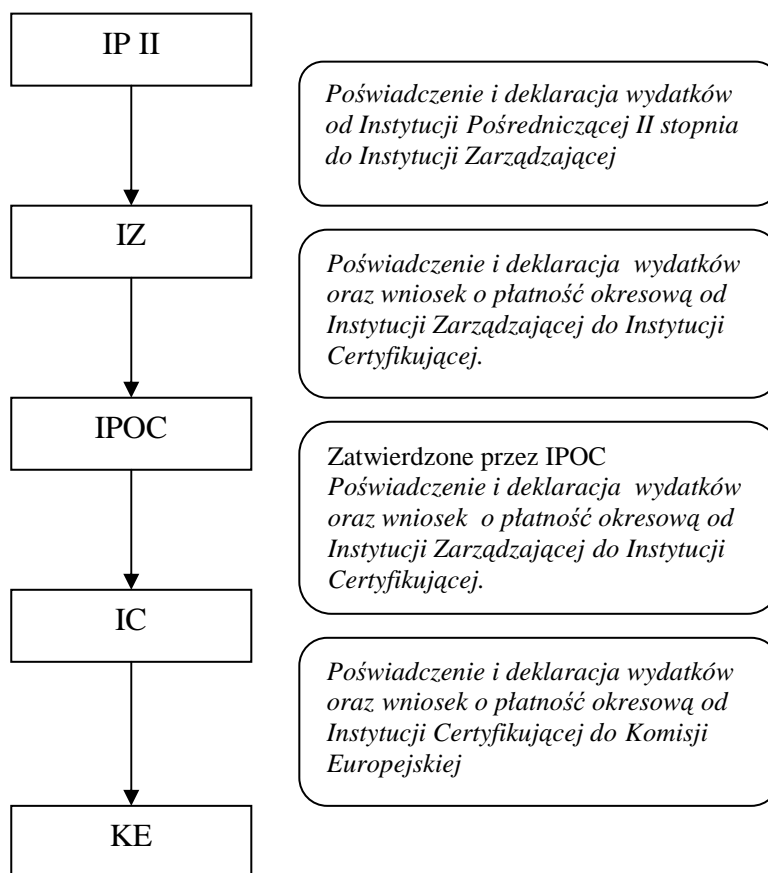 IP II
Poświadczenie i deklaracja wydatków
od Instytucji Pośredniczącej II stopnia
do Instytucji Zarządzającej
IZ
Poświadczenie i deklaracja wydatków
oraz wniosek o płatność okresową od
Instytucji Zarządzającej do Instytucji
Certyfikującej.
IPOC
Zatwierdzone przez IPOC
Poświadczenie i deklaracja wydatków
oraz wniosek o płatność okresową od
Instytucji Zarządzającej do Instytucji
Certyfikującej.
IC
Poświadczenie i deklaracja wydatków
oraz wniosek o płatność okresową od
Instytucji Certyfikującej do Komisji
Europejskiej
KE